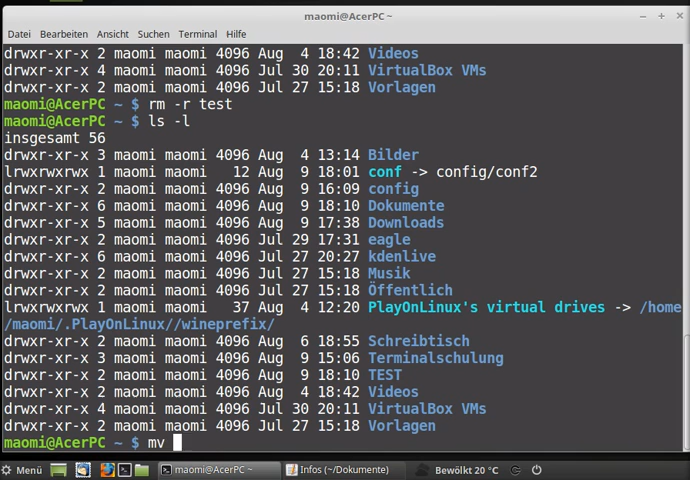 maomi@AcerPC ~
Datei Bearbeiten Ansicht Suchen Terminal Hilfe
drwxr-xr-x 2 maomi maomi 4096 Aug  4 18:42 Videos
drwxr-xr-x 4 maomi maomi 4096 Jul 30 20:11 VirtualBox VMs
drwxr-xr-x 2 maomi maomi 4096 Jul 27 15:18 Vorlagen
maomi@AcerPC ~ $ rm -r test
maomi@AcerPC ~ $ ls -l
insgesamt 56
drwxr-xr-x 3 maomi maomi 4096 Aug  4 13:14 Bilder
lrwxrwxrwx 1 maomi maomi   12 Aug  9 18:01 conf -> config/conf2
drwxr-xr-x 2 maomi maomi 4096 Aug  9 16:09 config
drwxr-xr-x 6 maomi maomi 4096 Aug  9 18:10 Dokumente
drwxr-xr-x 5 maomi maomi 4096 Aug  9 17:38 Downloads
drwxr-xr-x 2 maomi maomi 4096 Jul 29 17:31 eagle
drwxr-xr-x 6 maomi maomi 4096 Jul 27 20:27 kdenlive
drwxr-xr-x 2 maomi maomi 4096 Jul 27 15:18 Musik
drwxr-xr-x 2 maomi maomi 4096 Jul 27 15:18 Öffentlich
lrwxrwxrwx 1 maomi maomi   37 Aug  4 12:20 PlayOnLinux's virtual drives -> /home
/maomi/.PlayOnLinux//wineprefix/
drwxr-xr-x 2 maomi maomi 4096 Aug  6 18:55 Schreibtisch
drwxr-xr-x 3 maomi maomi 4096 Aug  9 15:06 Terminalschulung
drwxr-xr-x 2 maomi maomi 4096 Aug  9 18:10 TEST
drwxr-xr-x 2 maomi maomi 4096 Aug  4 18:42 Videos
drwxr-xr-x 4 maomi maomi 4096 Jul 30 20:11 VirtualBox VMs
drwxr-xr-x 2 maomi maomi 4096 Jul 27 15:18 Vorlagen
maomi@AcerPC ~ $ mv
Menü maomi@AcerPC ~ Infos (~/Dokumente) Bewölkt 20 °C